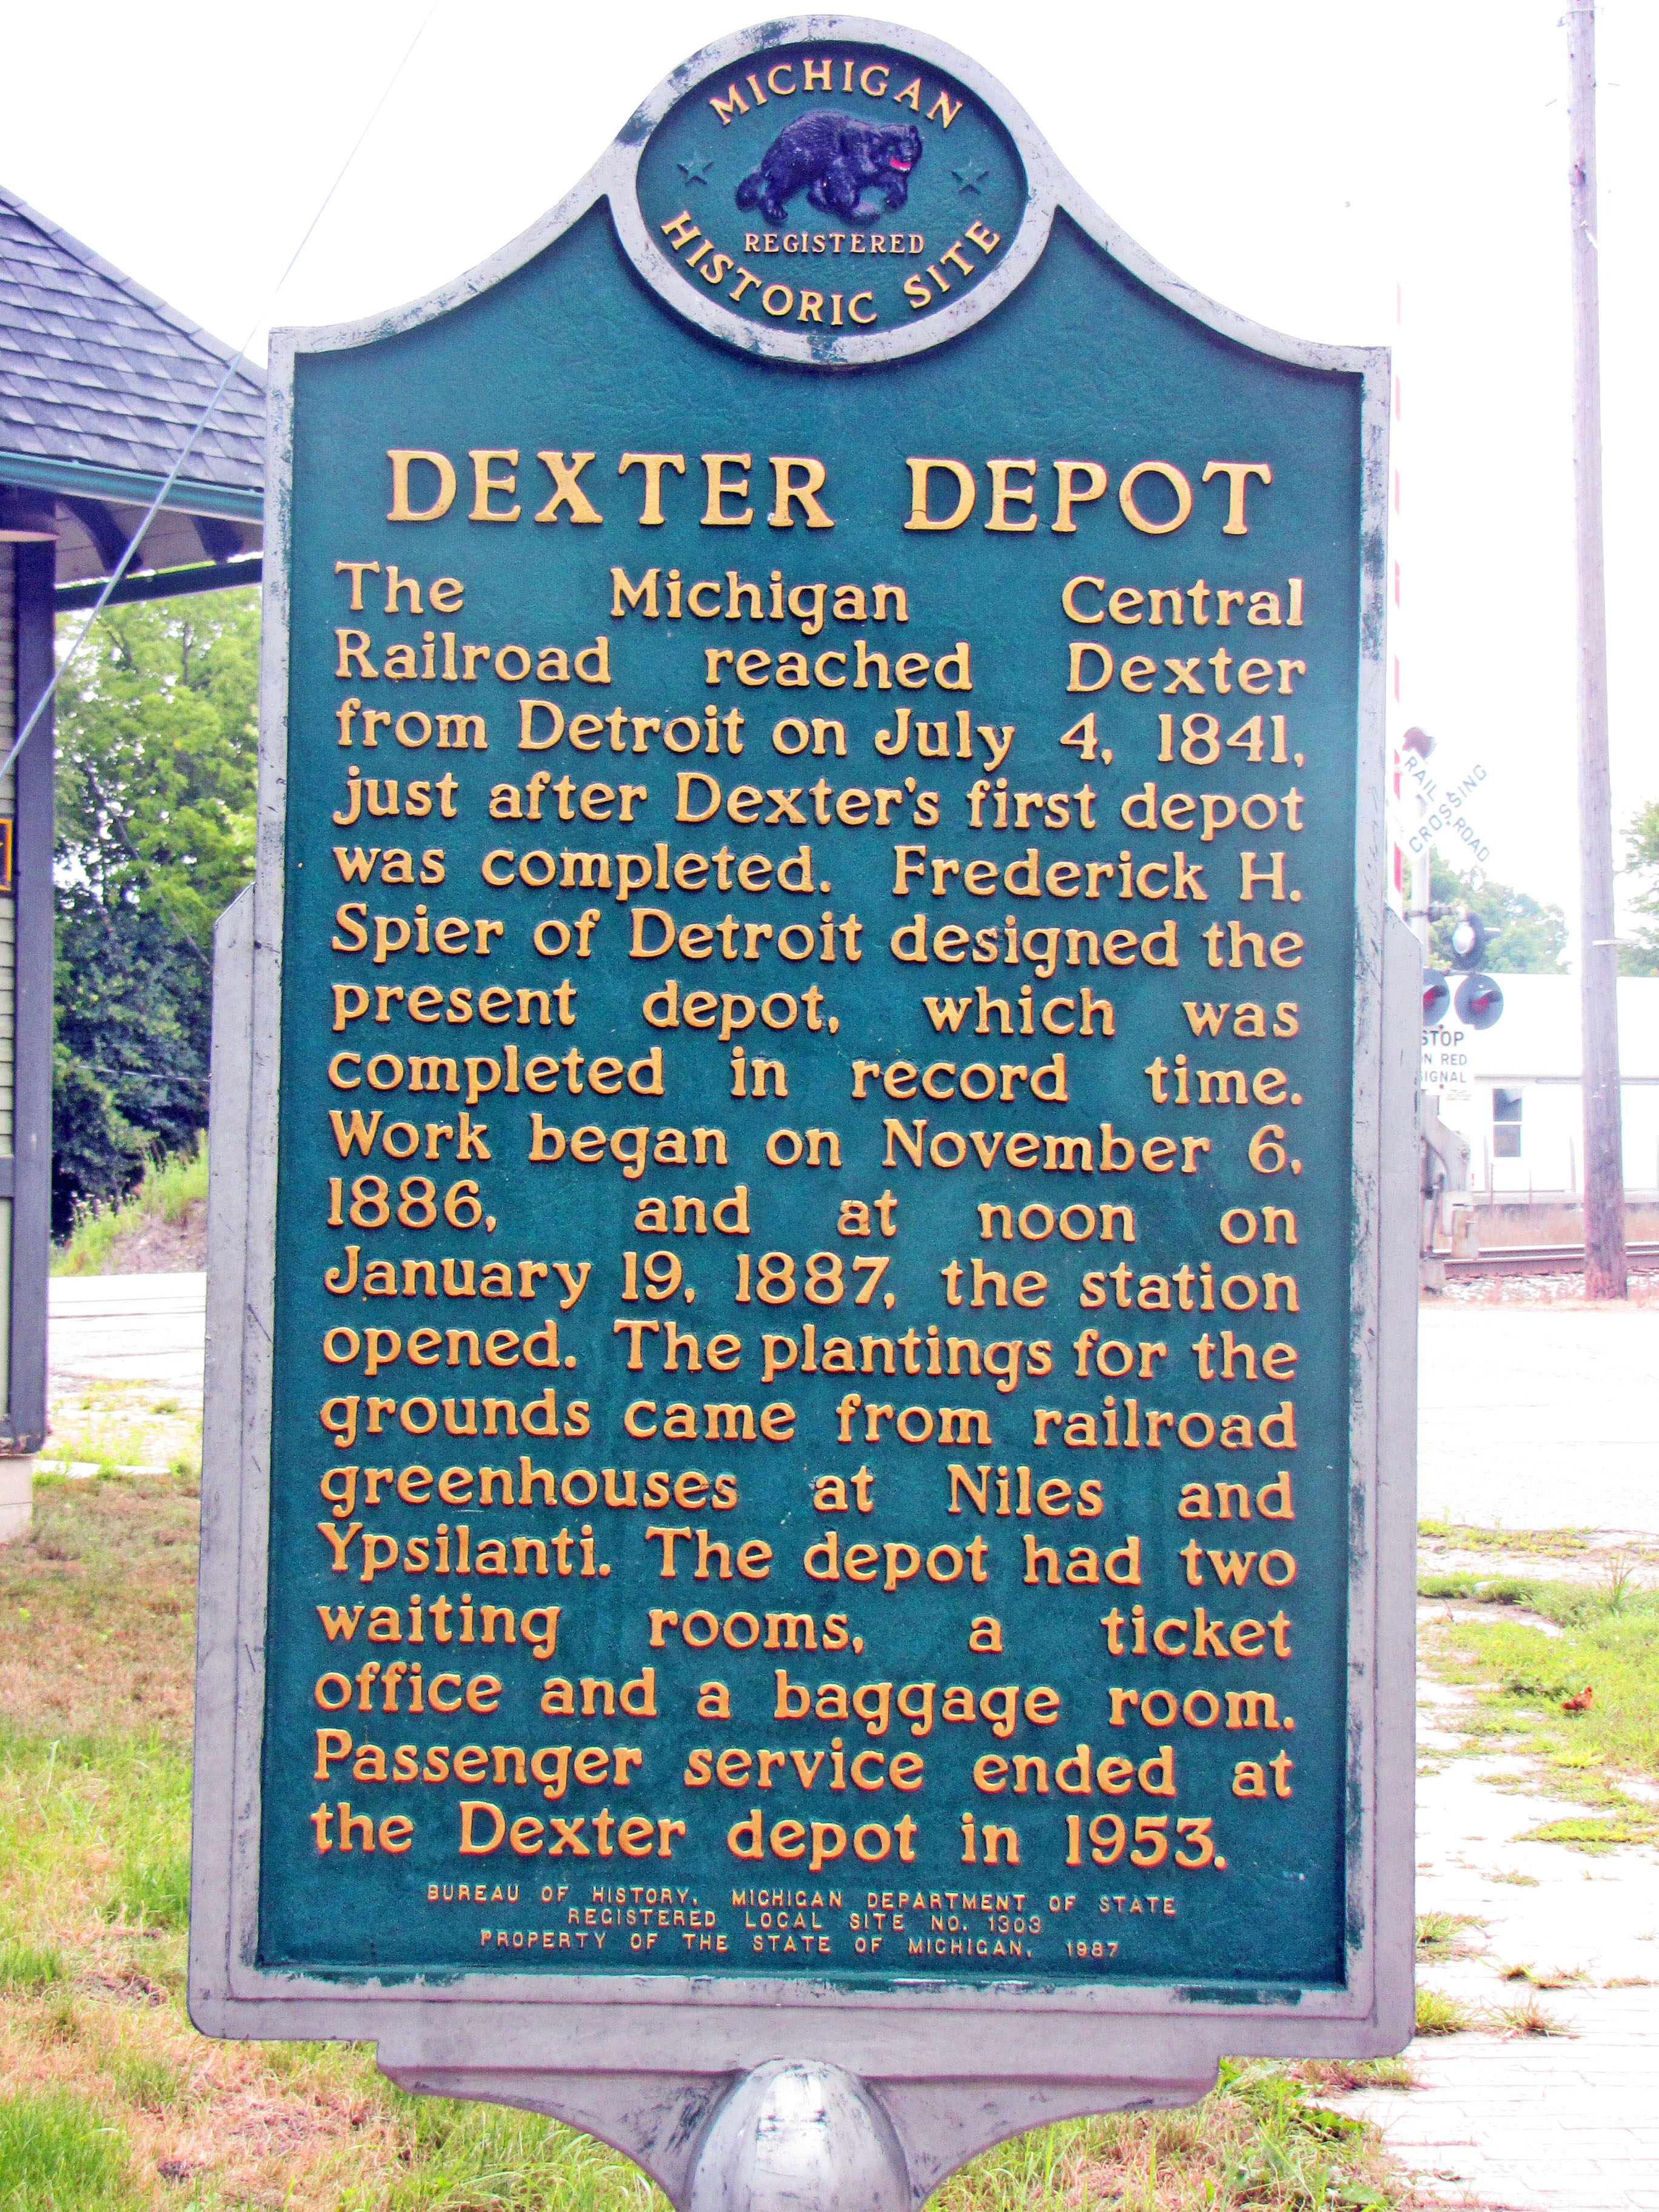 MICHIGAN
REGISTERED
HISTORIC SITE
DEXTER DEPOT
The Michigan Central
Railroad reached Dexter
from Detroit on July 4, 1841,
just after Dexter's first depot
was completed. Frederick H.
Spier of Detroit designed the
present depot, which was
completed in record time.
Work began on November 6,
1886, and at noon on
January 19, 1887, the station
opened. The plantings for the
grounds came from railroad
greenhouses at Niles and
Ypsilanti. The depot had two
waiting rooms, a ticket
office and a baggage room.
Passenger service ended at
the Dexter depot in 1953.
BUREAU OF HISTORY, MICHIGAN DEPARTMENT OF STATE
REGISTERED LOCAL SITE NO. 1303
PROPERTY OF THE STATE OF MICHIGAN, 1987
RAILROAD
CROSSING
STOP
ON RED
SIGNAL